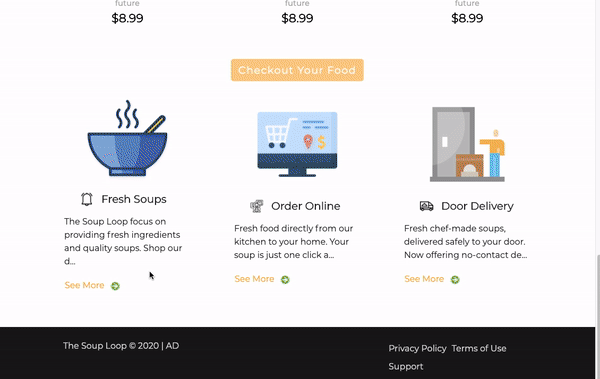 future
future
future
$8.99
$8.99
$8.99
Checkout Your Food
Fresh Soups
The Soup Loop focus on
providing fresh ingredients
and quality soups. Shop our
d...
See More
Order Online
Fresh food directly from our
kitchen to your home. Your
soup is just one click a...
See More
Door Delivery
Fresh chef-made soups,
delivered safely to your door.
Now offering no-contact de...
See More
The Soup Loop © 2020 | AD
Privacy Policy Terms of Use
Support